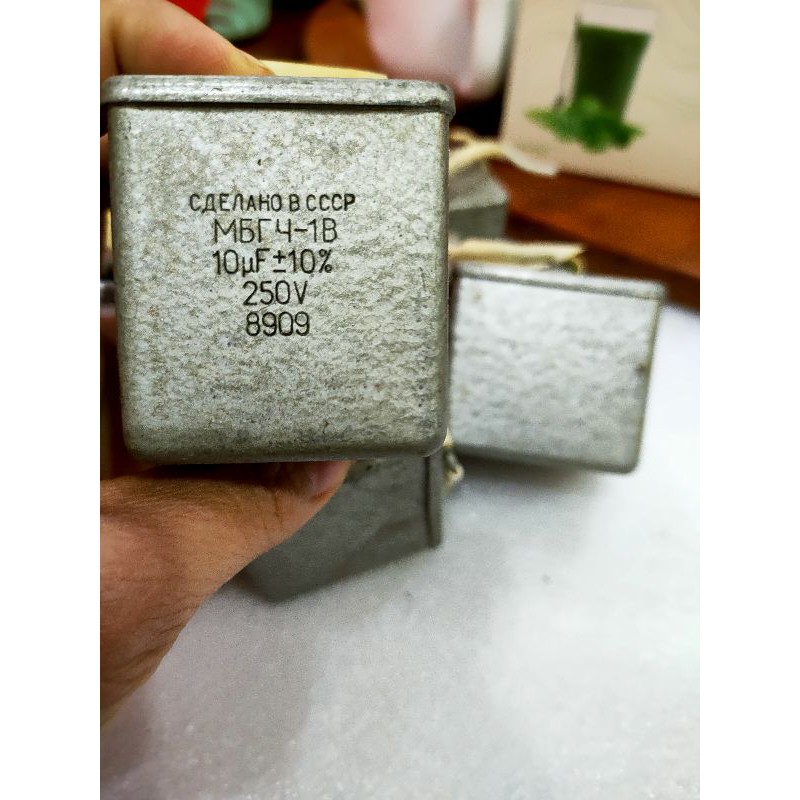 СДЕЛАНО В СССР
МБГЧ-1В
10μF±10%
250V
8909